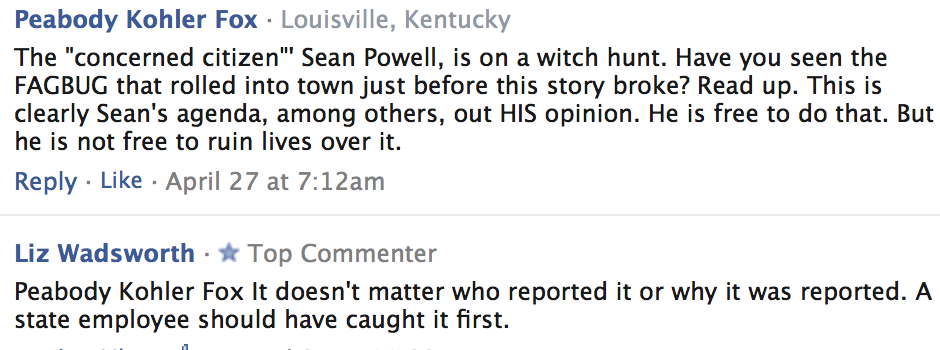 Peabody Kohler Fox · Louisville, Kentucky
The "concerned citizen"' Sean Powell, is on a witch hunt. Have you seen the
FAGBUG that rolled into town just before this story broke? Read up. This is
clearly Sean's agenda, among others, out HIS opinion. He is free to do that. But
he is not free to ruin lives over it.
Reply · Like · April 27 at 7:12am
Liz Wadsworth · Top Commenter
Peabody Kohler Fox It doesn't matter who reported it or why it was reported. A
state employee should have caught it first.